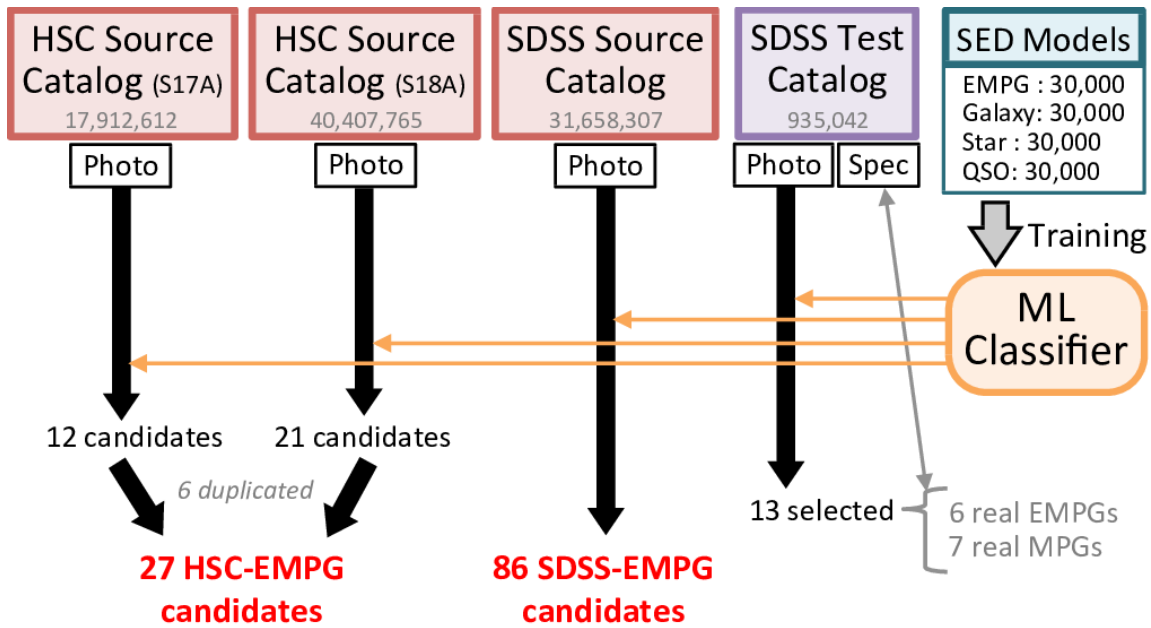 HSC Source
Catalog (S17A)
17,912,612
HSC Source
Catalog (S18A)
40,407,765
SDSS Source
Catalog
31,658,307
SDSS Test
Catalog
935,042
SED Models
EMPG : 30,000
Galaxy: 30,000
Star : 30,000
QSO: 30,000
Photo
Photo
Photo
Photo
Spec
Training
ML
Classifier
12 candidates
21 candidates
6 duplicated
13 selected
6 real EMPGs
7 real MPGs
27 HSC-EMPG
candidates
86 SDSS-EMPG
candidates